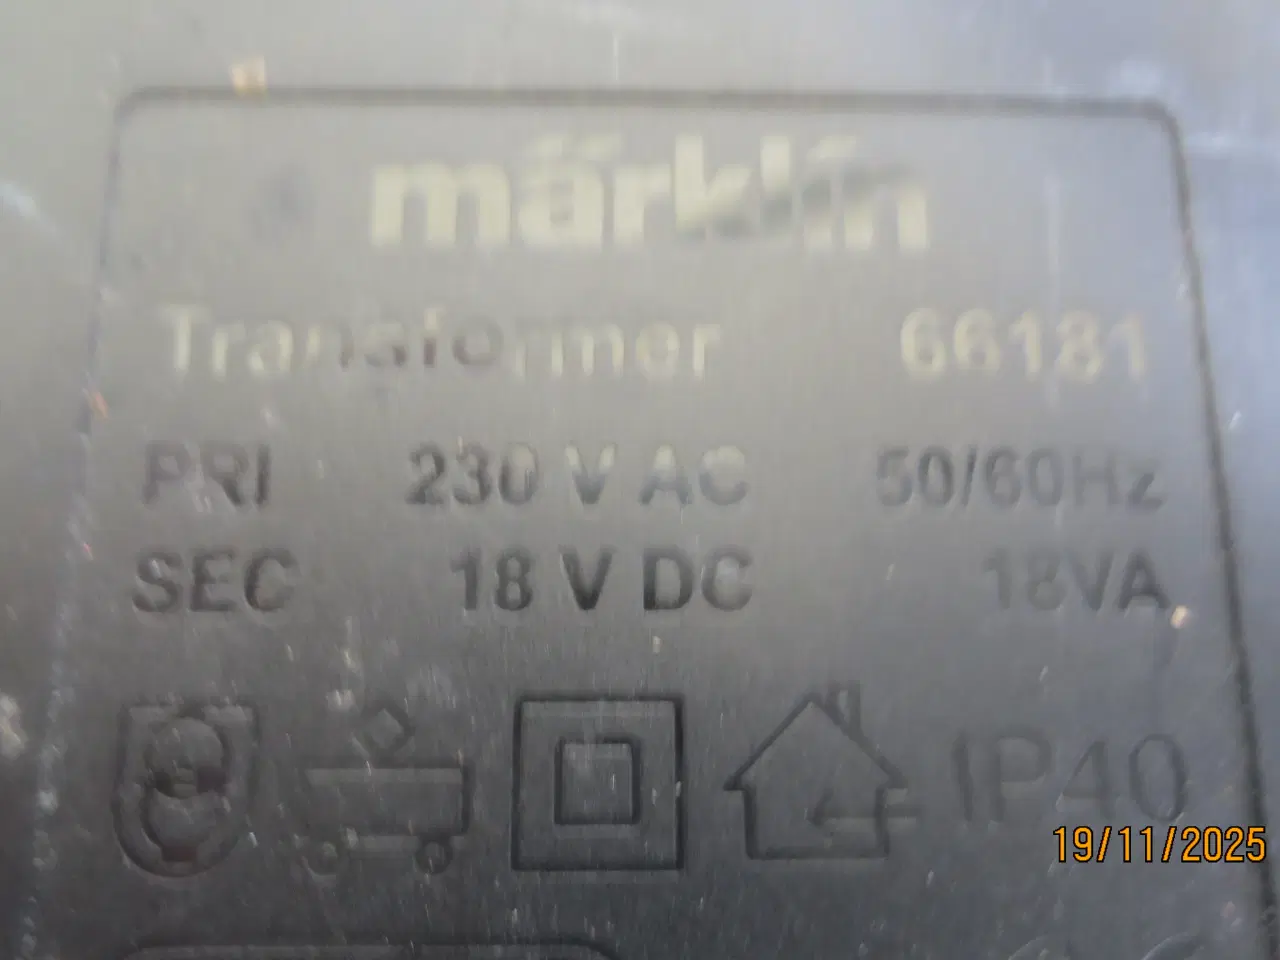 märklin
Transformer 66181
PRI 230 V AC 50/60Hz
SEC 18 V DC 18VA
IP40
19/11/2025